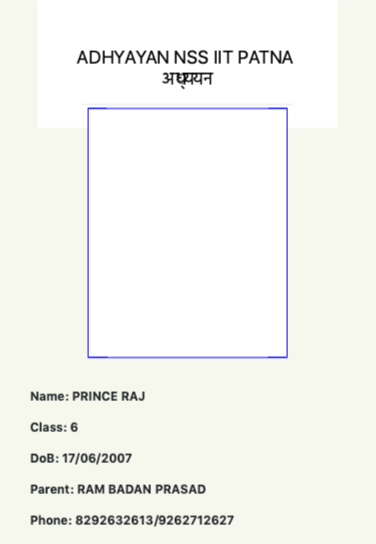 ADHYAYAN NSS IIT PATNA
अध्ययन
Name: PRINCE RAJ
Class: 6
DoB: 17/06/2007
Parent: RAM BADAN PRASAD
Phone: 8292632613/9262712627